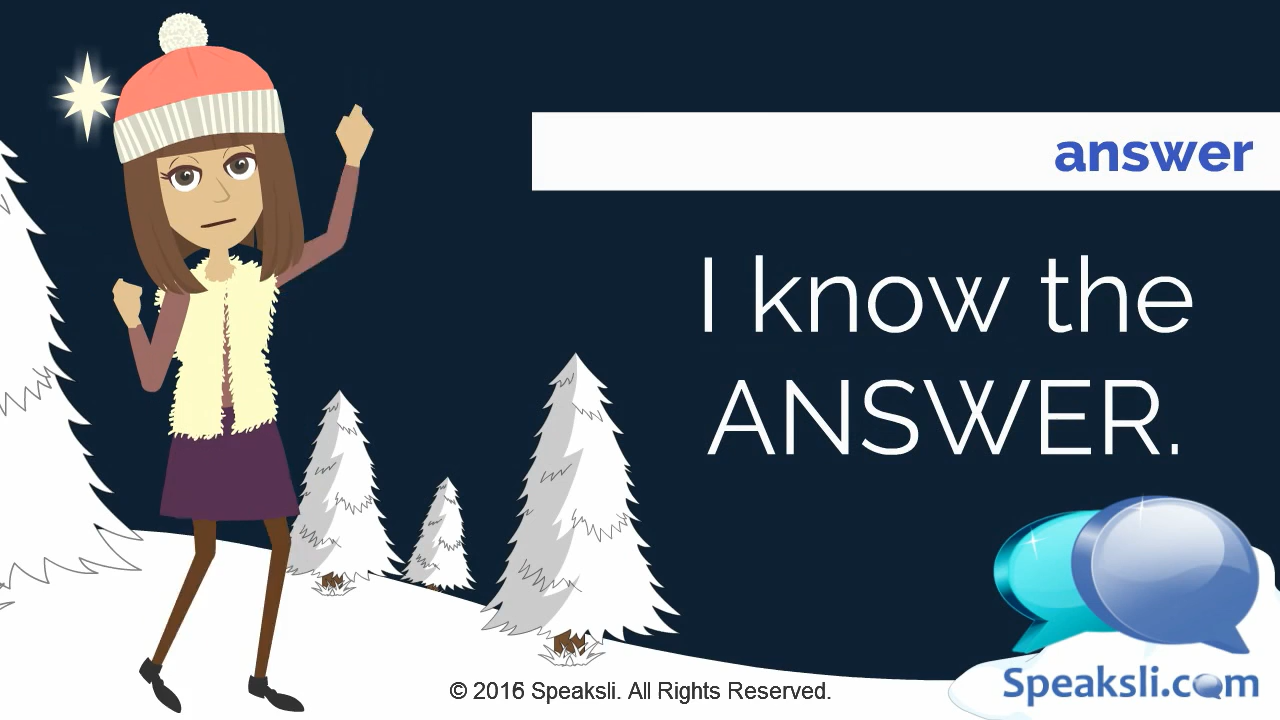 answer
I know the
ANSWER.
Speaksli.com
© 2016 Speaksli. All Rights Reserved.